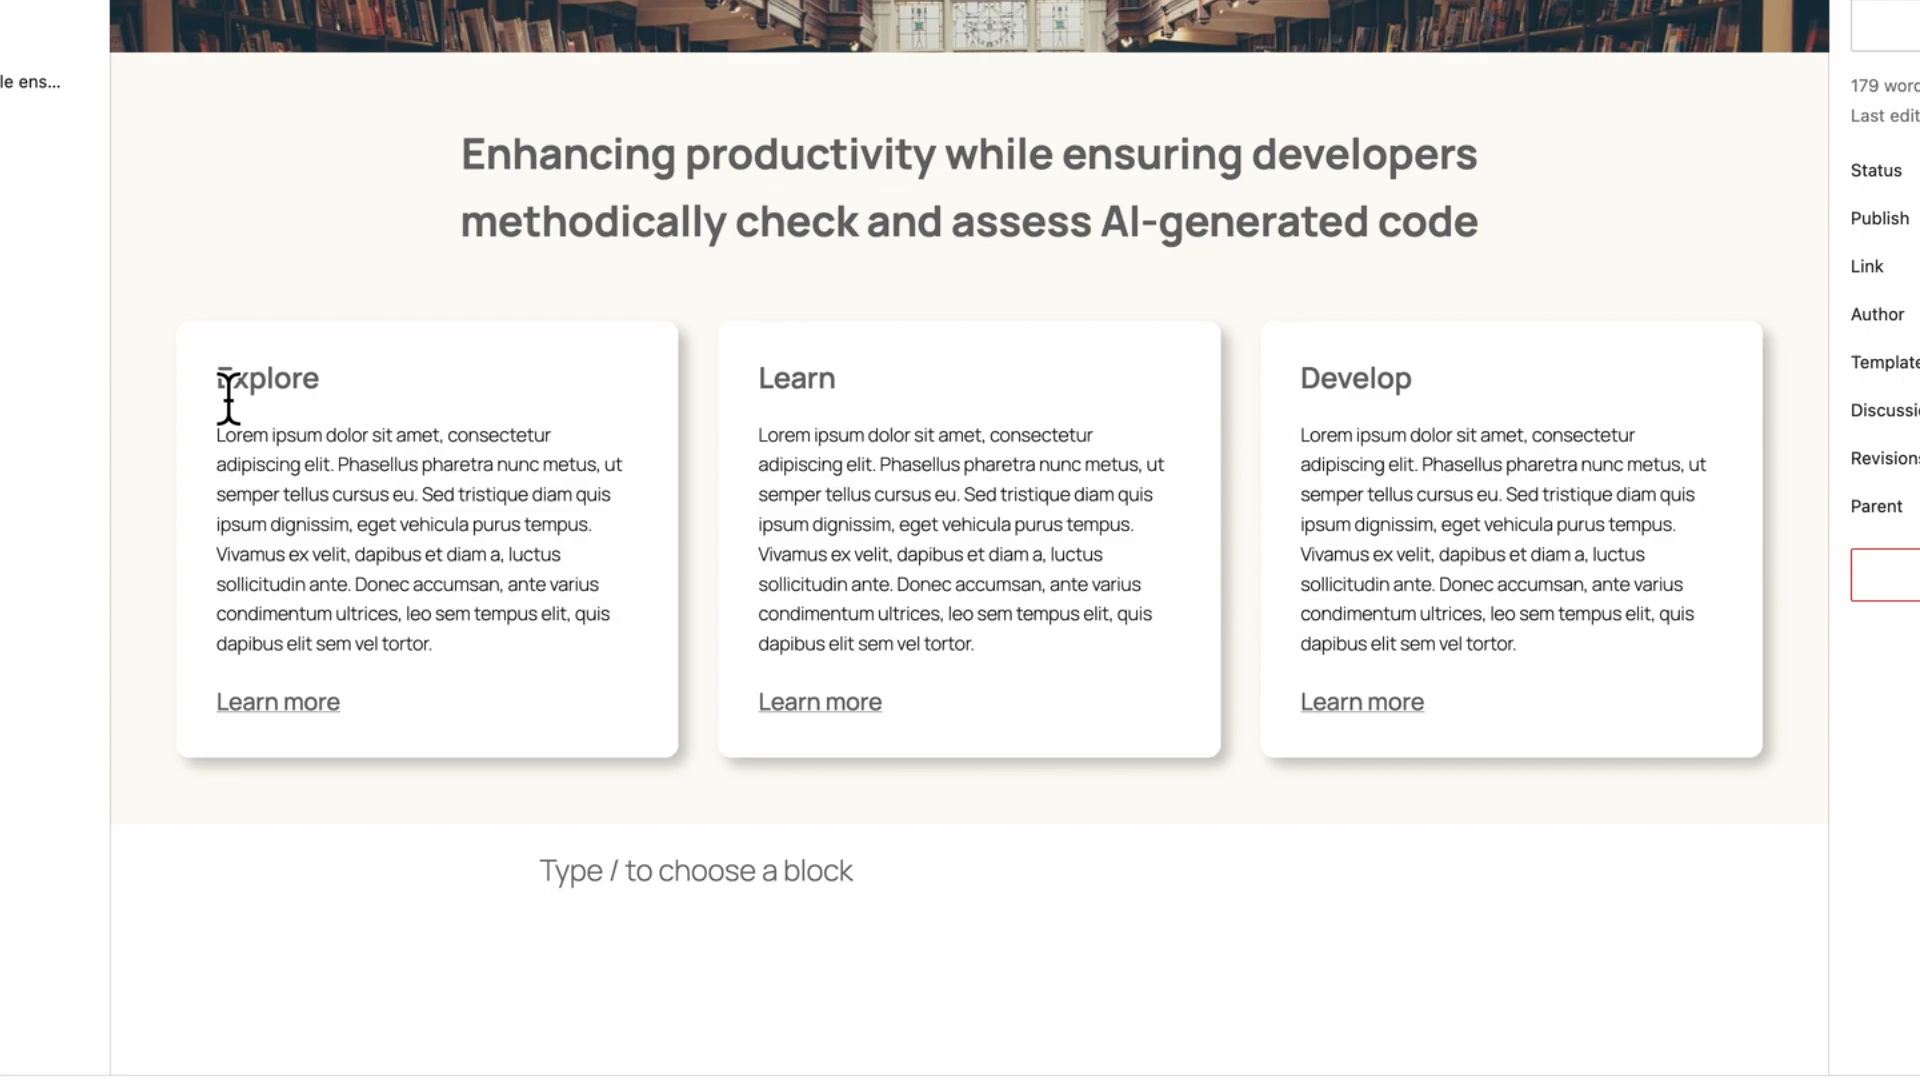 le ens...
Enhancing productivity while ensuring developers
methodically check and assess AI-generated code
Explore
Lorem ipsum dolor sit amet, consectetur
adipiscing elit. Phasellus pharetra nunc metus, ut
semper tellus cursus eu. Sed tristique diam quis
ipsum dignissim, eget vehicula purus tempus.
Vivamus ex velit, dapibus et diam a, luctus
sollicitudin ante. Donec accumsan, ante varius
condimentum ultrices, leo sem tempus elit, quis
dapibus elit sem vel tortor.
Learn more
Learn
Lorem ipsum dolor sit amet, consectetur
adipiscing elit. Phasellus pharetra nunc metus, ut
semper tellus cursus eu. Sed tristique diam quis
ipsum dignissim, eget vehicula purus tempus.
Vivamus ex velit, dapibus et diam a, luctus
sollicitudin ante. Donec accumsan, ante varius
condimentum ultrices, leo sem tempus elit, quis
dapibus elit sem vel tortor.
Learn more
Develop
Lorem ipsum dolor sit amet, consectetur
adipiscing elit. Phasellus pharetra nunc metus, ut
semper tellus cursus eu. Sed tristique diam quis
ipsum dignissim, eget vehicula purus tempus.
Vivamus ex velit, dapibus et diam a, luctus
sollicitudin ante. Donec accumsan, ante varius
condimentum ultrices, leo sem tempus elit, quis
dapibus elit sem vel tortor.
Learn more
Type / to choose a block
179 word
Last edit
Status
Publish
Link
Author
Template
Discussi
Revisions
Parent